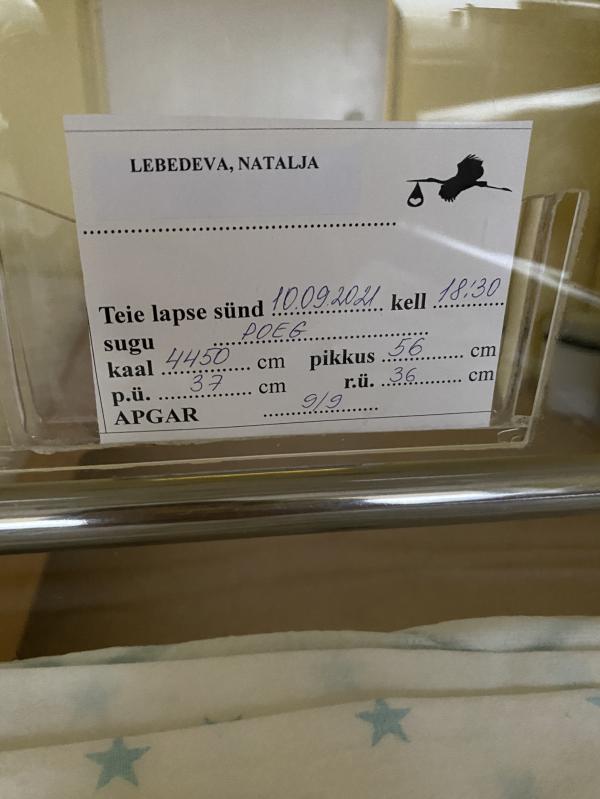 LEBEDEVA, NATALJA
Teie lapse sünd 10.09.2021 kell 18:30
sugu POEG
kaal 4450 cm pikkus 56 cm
p.ü. 37 cm r.ü. 36 cm
APGAR 9/9